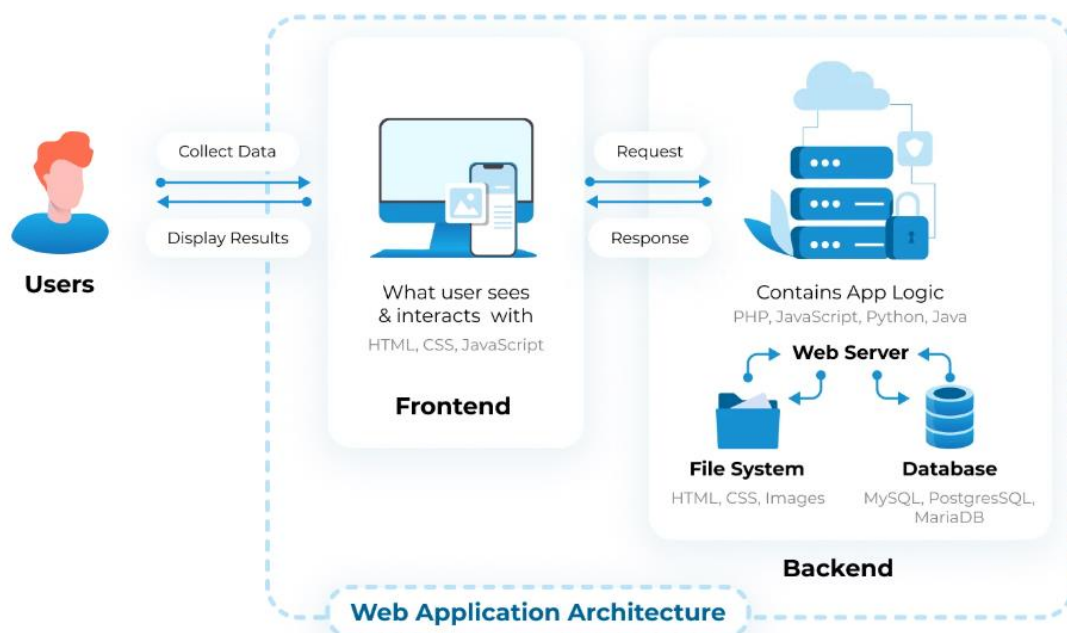 Users
Collect Data
Display Results
What user sees
& interacts with
HTML, CSS, JavaScript
Frontend
Request
Response
Contains App Logic
PHP, JavaScript, Python, Java
Web Server
File System
HTML, CSS, Images
Database
MySQL, PostgresSQL,
MariaDB
Backend
Web Application Architecture